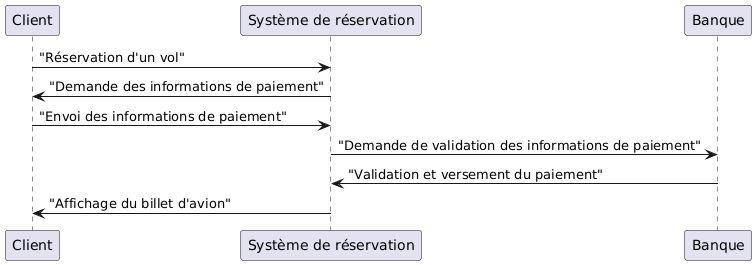 Client
Système de réservation
Banque
"Réservation d'un vol"
"Demande des informations de paiement"
"Envoi des informations de paiement"
"Demande de validation des informations de paiement"
"Validation et versement du paiement"
"Affichage du billet d'avion"
Client
Système de réservation
Banque